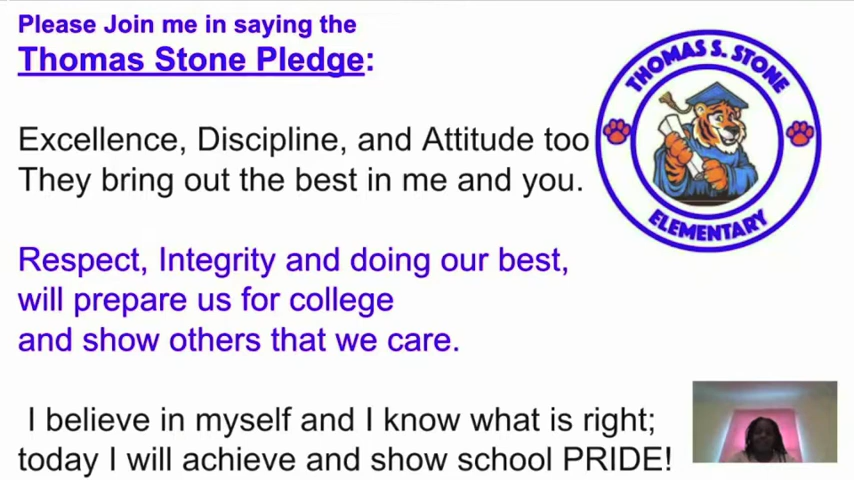 Please Join me in saying the
Thomas Stone Pledge:
Excellence, Discipline, and Attitude too
They bring out the best in me and you.
Respect, Integrity and doing our best,
will prepare us for college
and show others that we care.
I believe in myself and I know what is right;
today I will achieve and show school PRIDE!
THOMAS S. STONE
ELEMENTARY